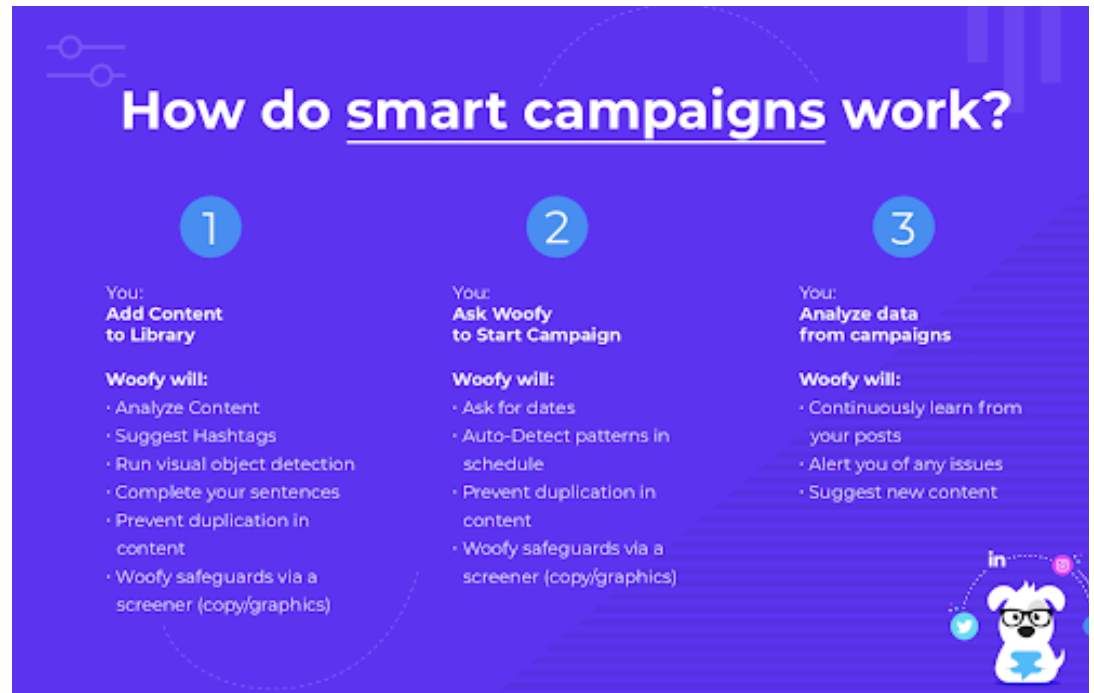 How do smart campaigns work?
1
You:
Add Content
to Library
Woofy will:
· Analyze Content
· Suggest Hashtags
· Run visual object detection
· Complete your sentences
· Prevent duplication in
content
· Woofy safeguards via a
screener (copy/graphics)
2
You:
Ask Woofy
to Start Campaign
Woofy will:
· Ask for dates
· Auto-Detect patterns in
schedule
· Prevent duplication in
content
· Woofy safeguards via a
screener (copy/graphics)
3
You:
Analyze data
from campaigns
Woofy will:
· Continuously learn from
your posts
· Alert you of any issues
· Suggest new content
in